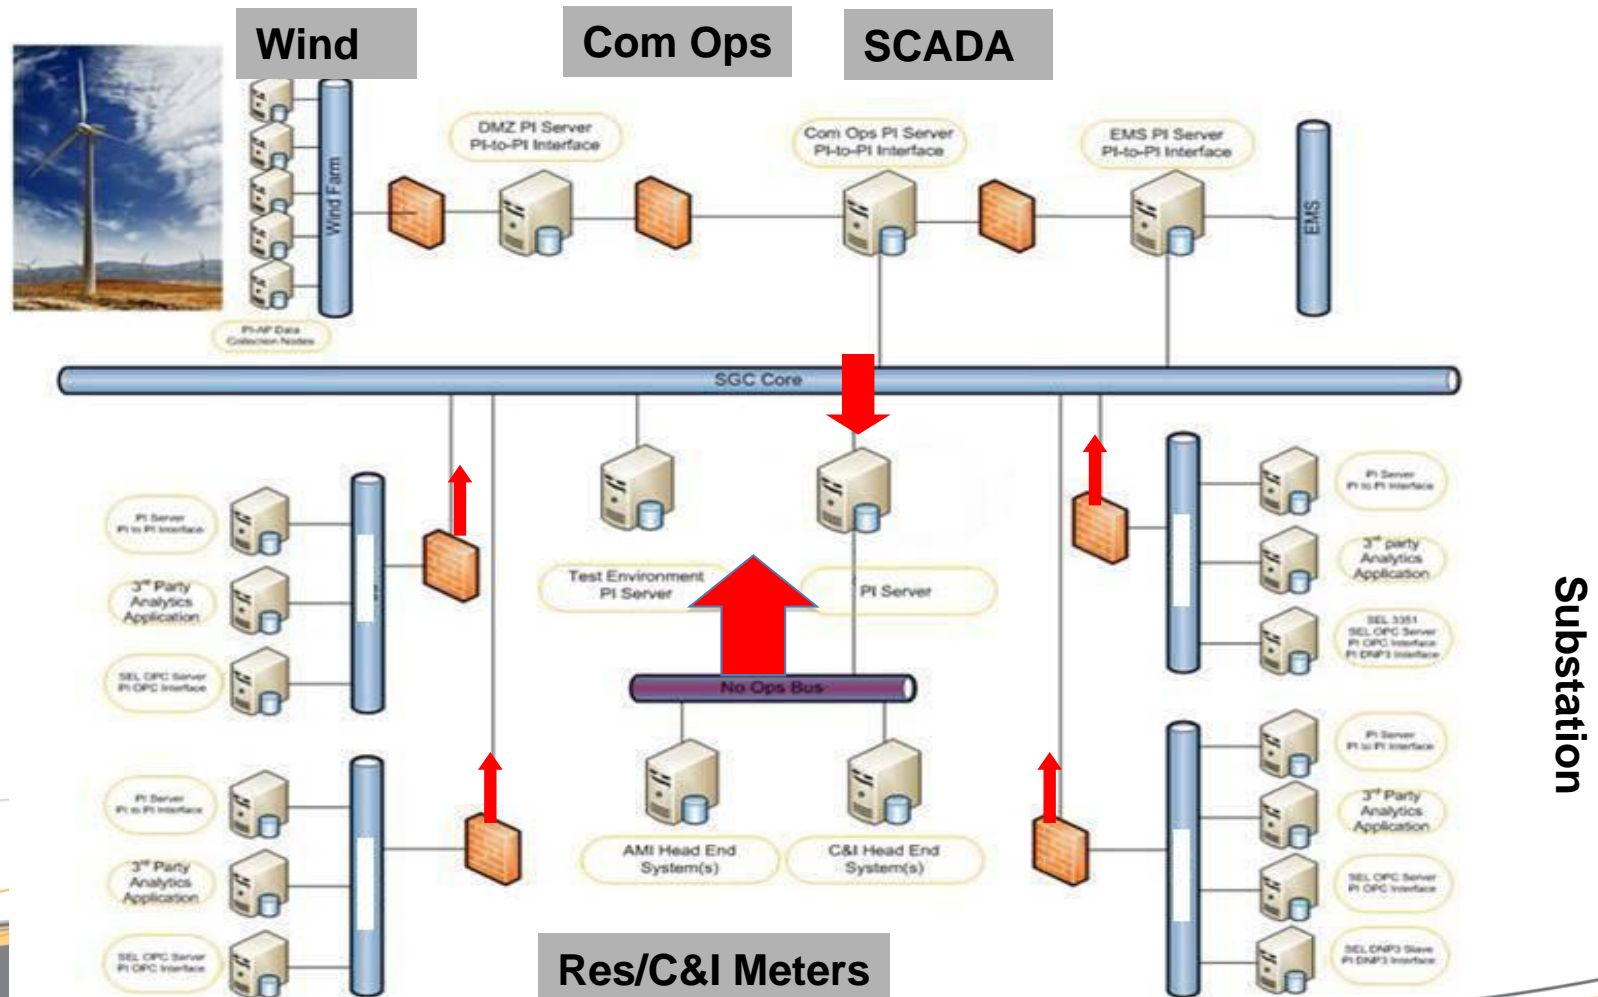 Wind
Com Ops
SCADA
DMZ PI Server
PI-to-PI Interface
Com Ops PI Server
PI-to-PI Interface
EMS PI Server
PI-to-PI Interface
Wind Farm
EMS
PI-AF Data
Collection Nodes
SGC Core
PI Server
PI to PI Interface
3rd Party
Analytics
Application
SEL OPC Server
PI OPC Interface
Test Environment
PI Server
PI Server
PI Server
PI to PI Interface
3rd party
Analytics
Application
SEL 3351
SEL OPC Server
PI OPC Interface
PI DNP3 Interface
Substation
No Ops Bus
PI Server
PI to PI Interface
3rd Party
Analytics
Application
SEL OPC Server
PI OPC Interface
AMI Head End
System(s)
C&I Head End
System(s)
PI Server
PI to PI Interface
3rd Party
Analytics
Application
SEL OPC Server
PI OPC Interface
SEL DNP3 Slave
PI DNP3 Interface
Res/C&I Meters